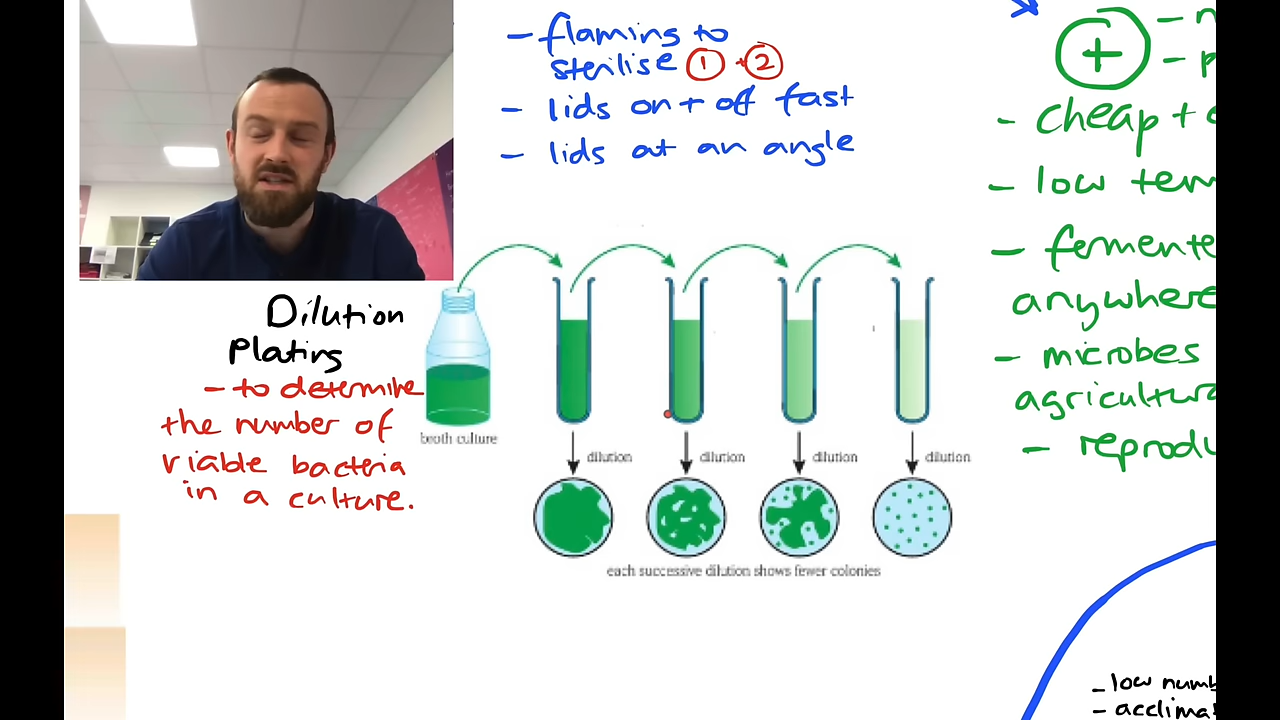 - flaming to
sterilise ① + ②
- lids on + off fast
- lids at an angle
Dilution
Plating
- to determine
the number of
viable bacteria
in a culture.
broth culture
dilution
dilution
dilution
dilution
each successive dilution shows fewer colonies
+
- cheap +
- low tem
- fermente
anywhere
- microbes
agricultura
- reprodu
- low numb
- acclima